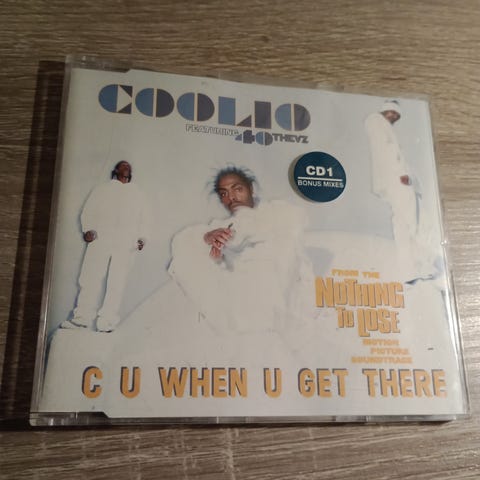 COOLIO
FEATURING 40 THEVZ
CD1
BONUS MIXES
FROM THE
NOTHING
TO LOSE
MOTION
PICTURE
SOUNDTRACK
C U WHEN U GET THERE